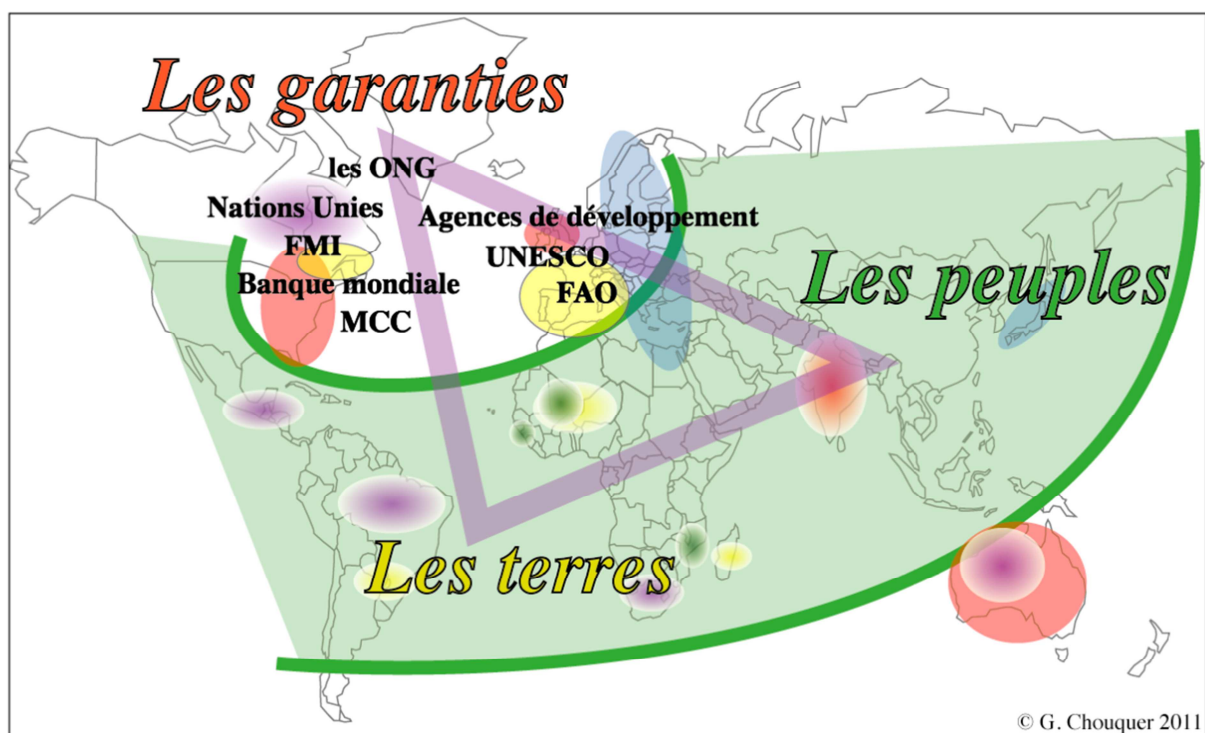 Les garanties
les ONG
Nations Unies
Agences de développement
FMI
UNESCO
Banque mondiale
FAO
MCC
Les peuples
Les terres
© G. Chouquer 2011